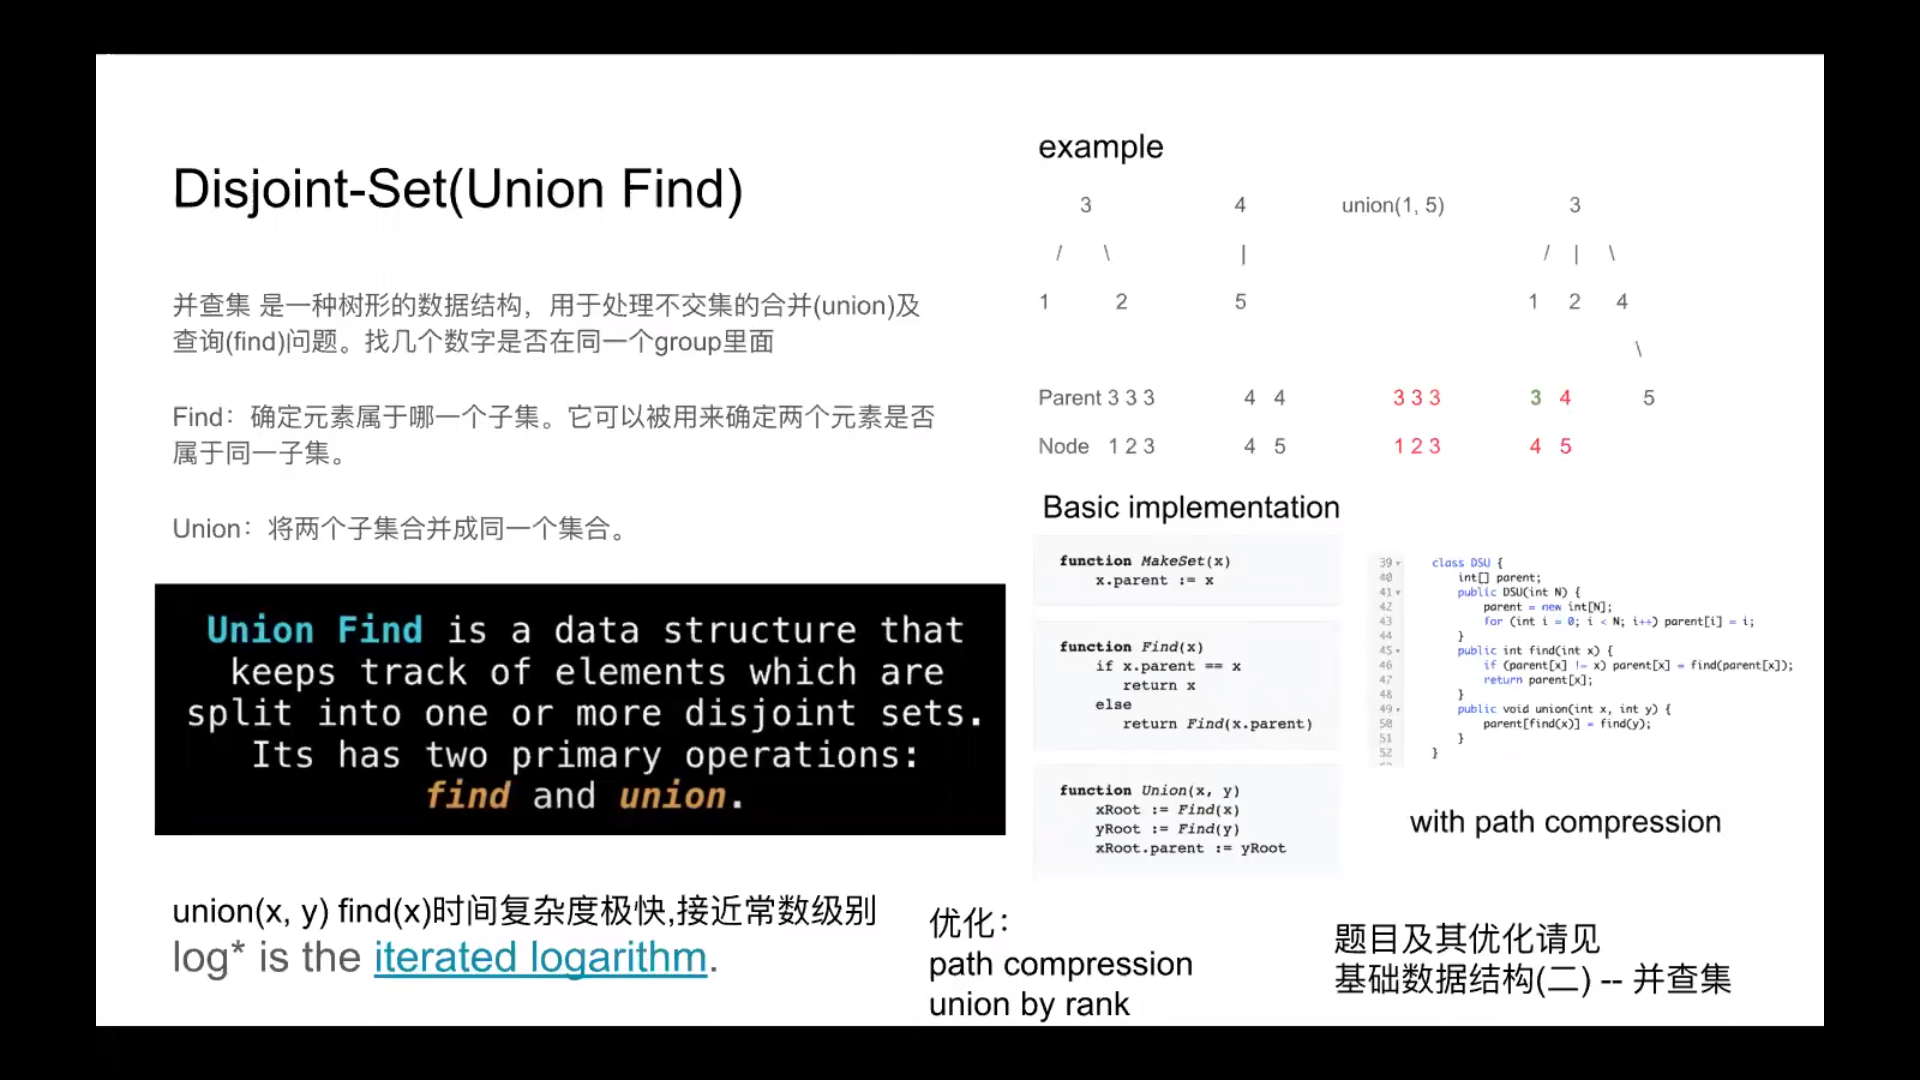 Disjoint-Set(Union Find)
并查集 是一种树形的数据结构，用于处理不交集的合并(union)及
查询(find)问题。找几个数字是否在同一个group里面
Find：确定元素属于哪一个子集。它可以被用来确定两个元素是否
属于同一子集。
Union：将两个子集合并成同一个集合。
Union Find is a data structure that
keeps track of elements which are
split into one or more disjoint sets.
Its has two primary operations:
find and union.
union(x, y) find(x)时间复杂度极快,接近常数级别
log* is the iterated logarithm.
example
3 4 union(1, 5) 3
/ \ | / | \
1 2 5 1 2 4
\
Parent 3 3 3 4 4 3 3 3 3 4 5
Node 1 2 3 4 5 1 2 3 4 5
Basic implementation
function MakeSet(x)
x.parent := x
function Find(x)
if x.parent == x
return x
else
return Find(x.parent)
function Union(x, y)
xRoot := Find(x)
yRoot := Find(y)
xRoot.parent := yRoot
39 class DSU {
40 int[] parent;
41 public DSU(int N) {
42 parent = new int[N];
43 for (int i = 0; i < N; i++) parent[i] = i;
44 }
45 public int find(int x) {
46 if (parent[x] != x) parent[x] = find(parent[x]);
47 return parent[x];
48 }
49 public void union(int x, int y) {
50 parent[find(x)] = find(y);
51 }
52 }
with path compression
优化：
path compression
union by rank
题目及其优化请见
基础数据结构(二) -- 并查集